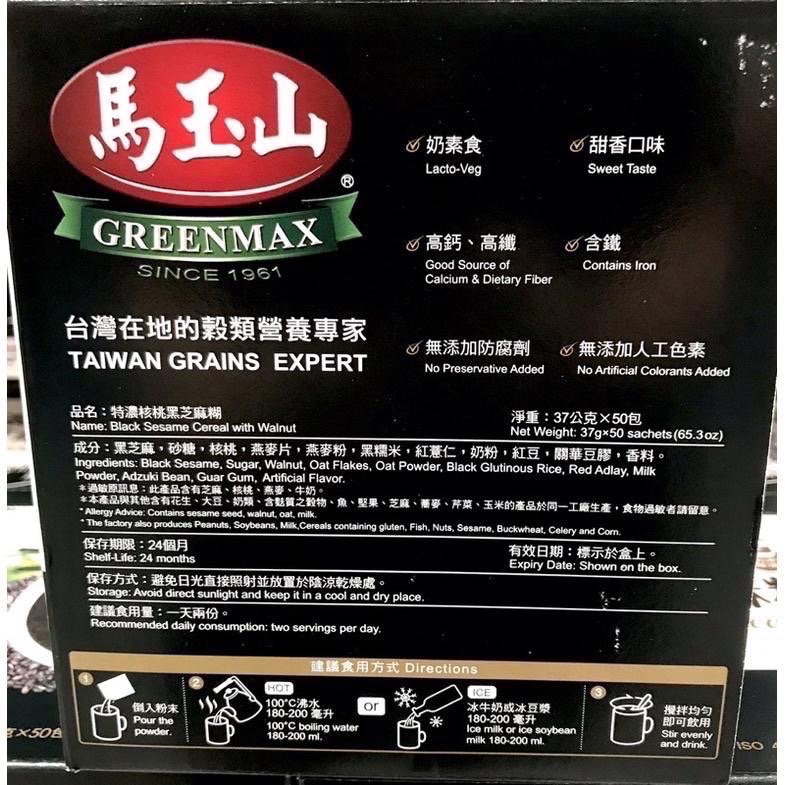 馬玉山
®
GREENMAX
SINCE 1961
台灣在地的穀類營養專家
TAIWAN GRAINS EXPERT
奶素食
Lacto-Veg
甜香口味
Sweet Taste
高鈣、高纖
Good Source of
Calcium & Dietary Fiber
含鐵
Contains Iron
無添加防腐劑
No Preservative Added
無添加人工色素
No Artificial Colorants Added
品名：特濃核桃黑芝麻糊
Name: Black Sesame Cereal with Walnut
淨重：37公克×50包
Net Weight: 37g×50 sachets (65.3oz)
成分：黑芝麻，砂糖，核桃，燕麥片，燕麥粉，黑糯米，紅薏仁，奶粉，紅豆，關華豆膠，香料。
Ingredients: Black Sesame, Sugar, Walnut, Oat Flakes, Oat Powder, Black Glutinous Rice, Red Adlay, Milk
Powder, Adzuki Bean, Guar Gum, Artificial Flavor.
＊過敏原訊息：此產品含有芝麻、核桃、燕麥、牛奶。
＊本產品與其他含有花生、大豆、奶類、含麩質之穀物、魚、堅果、芝麻、蕎麥、芹菜、玉米的產品於同一工廠生產，食物過敏者請留意。
* Allergy Advice: Contains sesame seed, walnut, oat, milk.
* The factory also produces Peanuts, Soybeans, Milk,Cereals containing gluten, Fish, Nuts, Sesame, Buckwheat, Celery and Corn.
保存期限：24個月
Shelf-Life: 24 months
有效日期：標示於盒上。
Expiry Date: Shown on the box.
保存方式：避免日光直接照射並放置於陰涼乾燥處。
Storage: Avoid direct sunlight and keep it in a cool and dry place.
建議食用量：一天兩份。
Recommended daily consumption: two servings per day.
建議食用方式 Directions
1
倒入粉末
Pour the
powder.
2
HOT
100°C沸水
180-200 毫升
100°C boiling water
180-200 ml.
or
ICE
冰牛奶或冰豆漿
180-200 毫升
Ice milk or ice soybean
milk 180-200 ml.
3
攪拌均勻
即可飲用
Stir evenly
and drink.
×50包
ISO